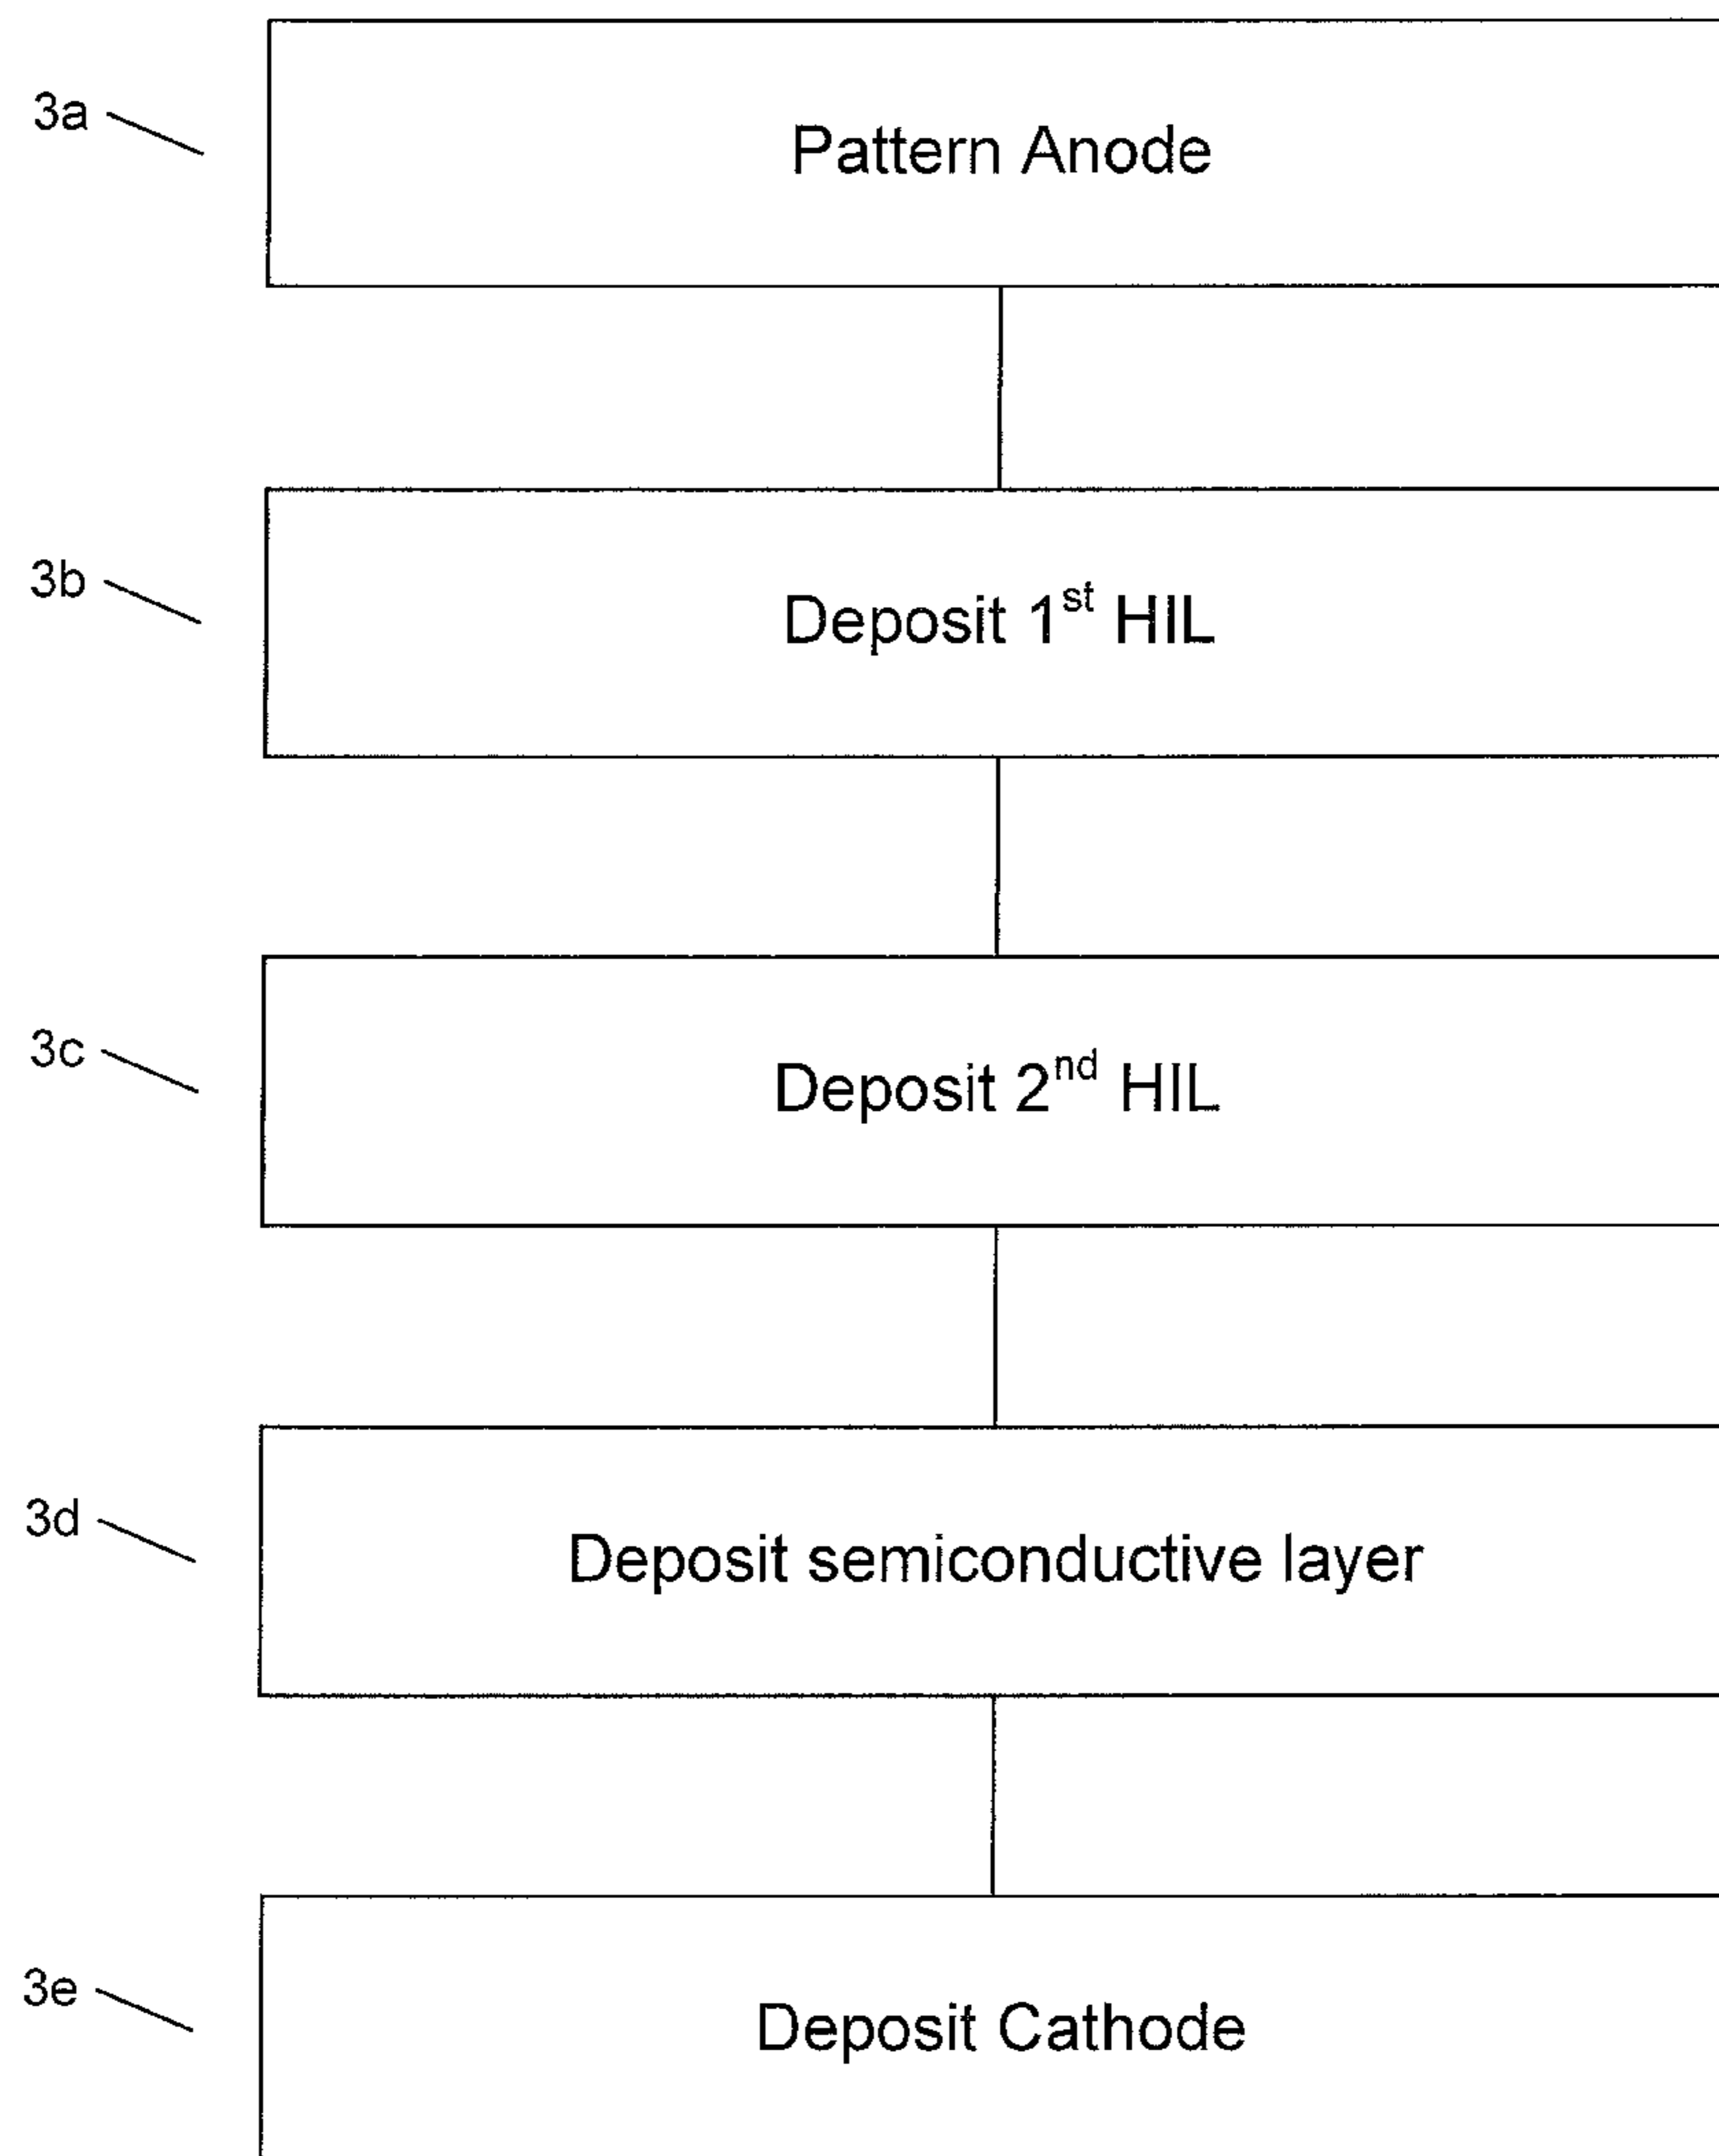 3a
Pattern Anode
3b
Deposit 1st HIL
3c
Deposit 2nd HIL
3d
Deposit semiconductive layer
3e
Deposit Cathode